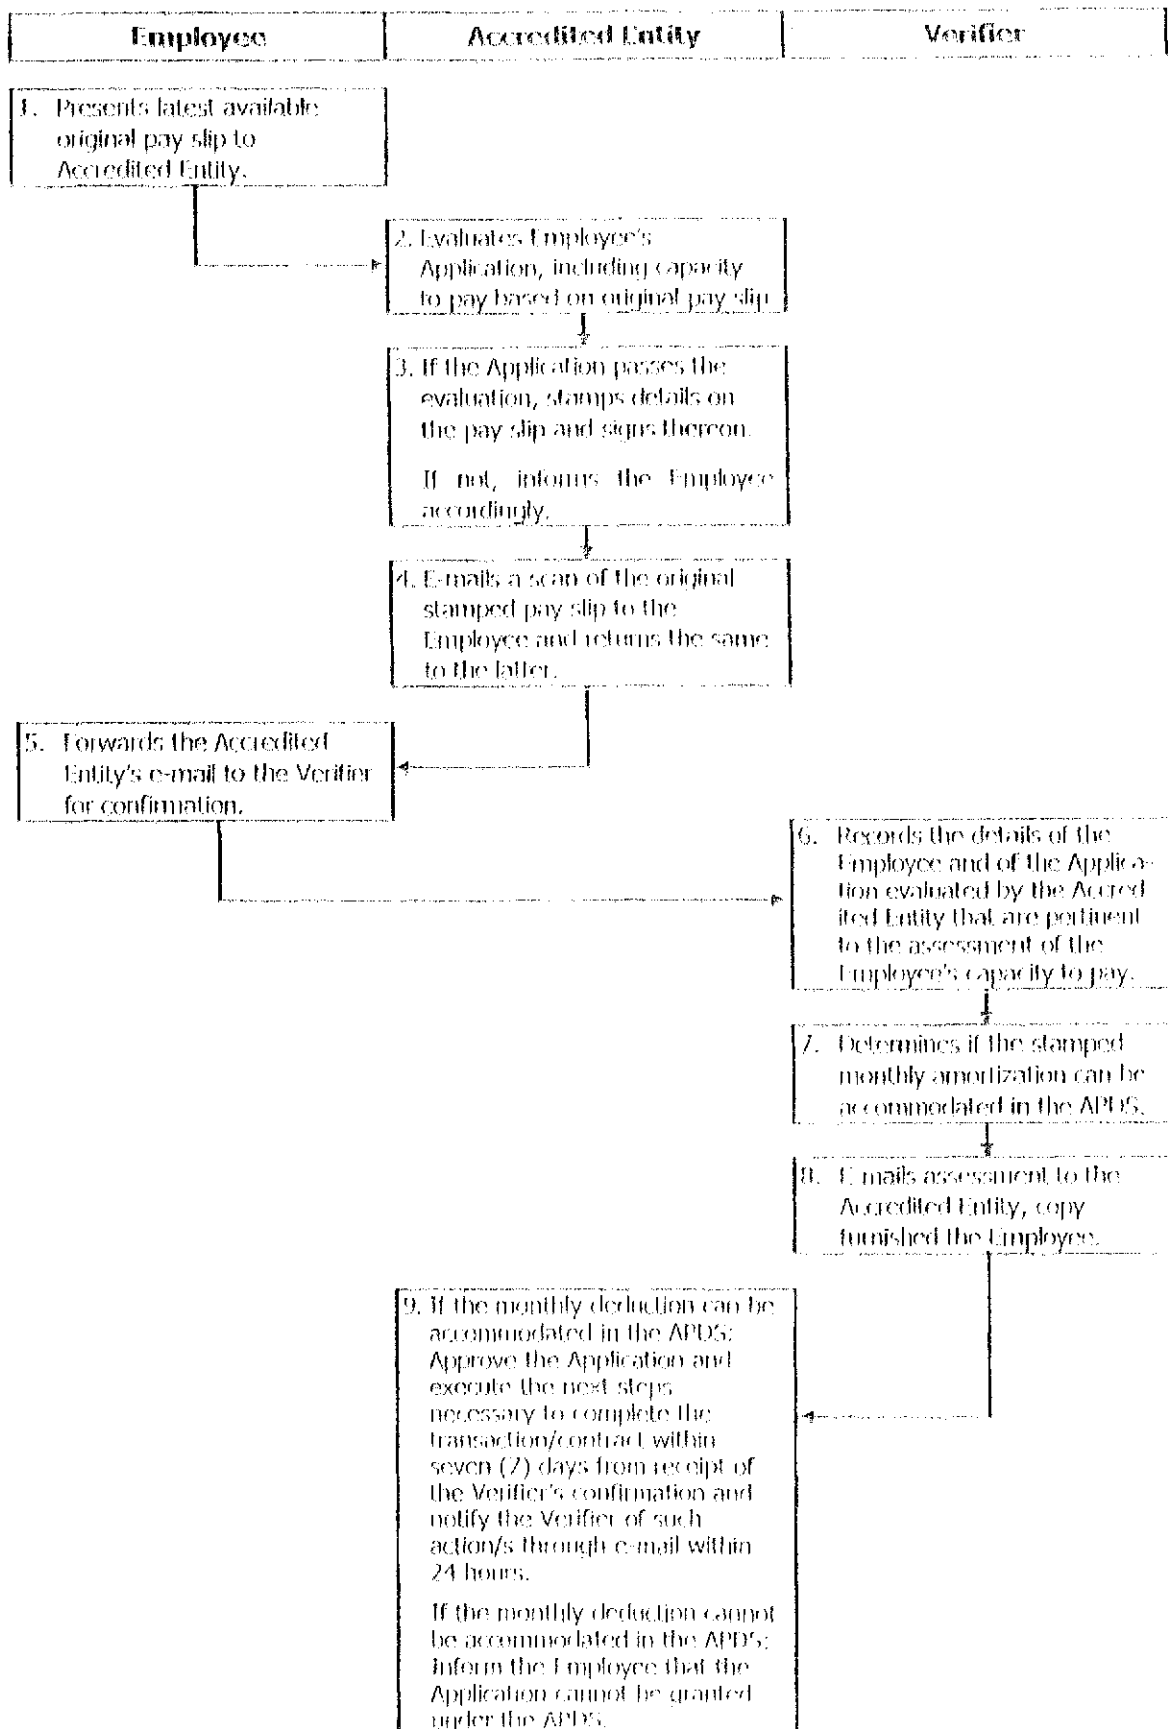 Employee
Accredited Entity
Verifier
1. Presents latest available
original pay slip to
Accredited Entity.
2. Evaluates Employee's
Application, including capacity
to pay based on original pay slip
3. If the Application passes the
evaluation, stamps details on
the pay slip and signs thereon.
If not, informs the Employee
accordingly.
4. E-mails a scan of the original
stamped pay slip to the
Employee and returns the same
to the latter.
5. Forwards the Accredited
Entity's e-mail to the Verifier
for confirmation.
6. Records the details of the
Employee and of the Applica-
tion evaluated by the Accred
ited Entity that are pertinent
to the assessment of the
Employee's capacity to pay.
7. Determines if the stamped
monthly amortization can be
accommodated in the APDS.
8. E-mails assessment to the
Accredited Entity, copy
furnished the Employee.
9. If the monthly deduction can be
accommodated in the APDS:
Approve the Application and
execute the next steps
necessary to complete the
transaction/contract within
seven (7) days from receipt of
the Verifier's confirmation and
notify the Verifier of such
action/s through e-mail within
24 hours.
If the monthly deduction cannot
be accommodated in the APDS:
Inform the Employee that the
Application cannot be granted
under the APDS.